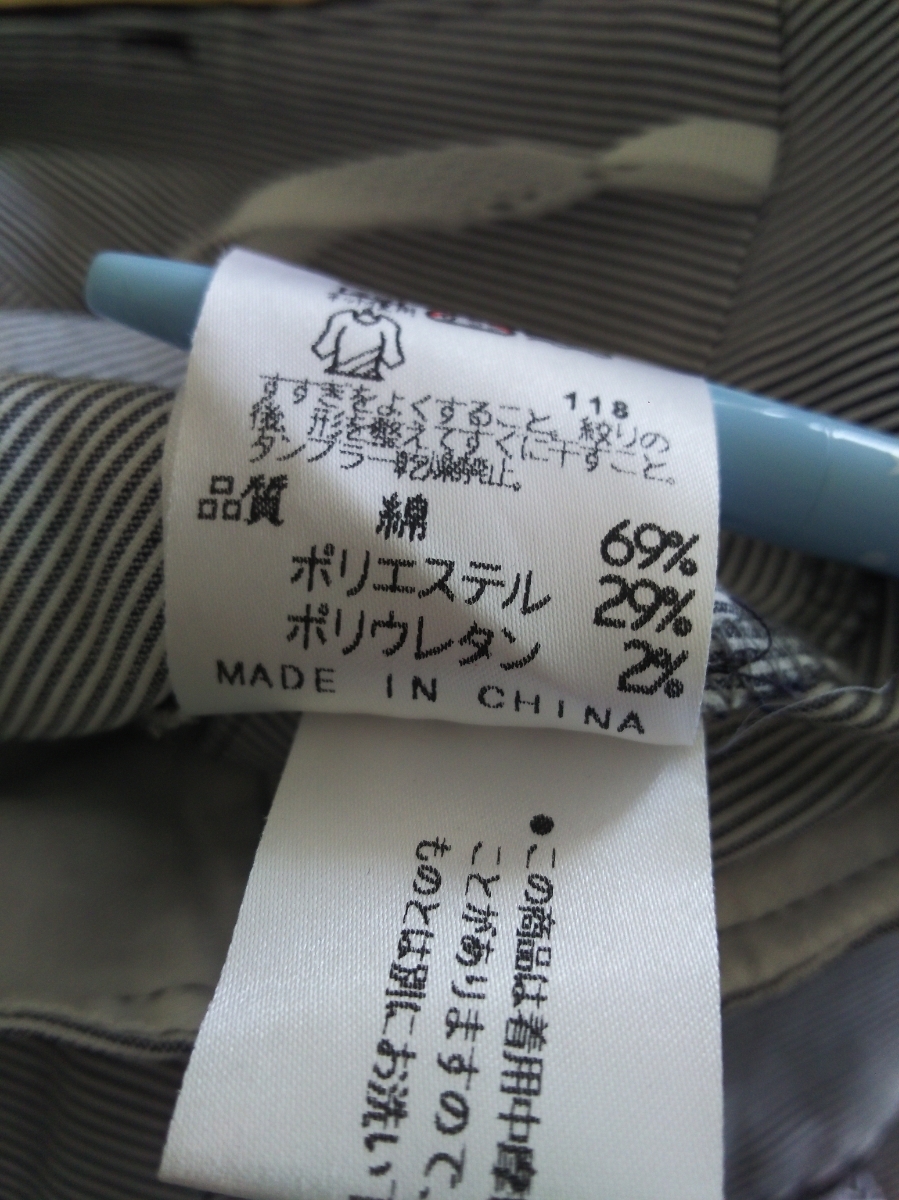 118
すすぎをよくすること。絞りの
後、形を整えてすぐに干すこと。
タンブラー乾燥禁止。
品質 綿 69%
ポリエステル 29%
ポリウレタン 2%
MADE IN CHINA
●この商品は着用中摩
ことがありますので
ものとは別にお洗い